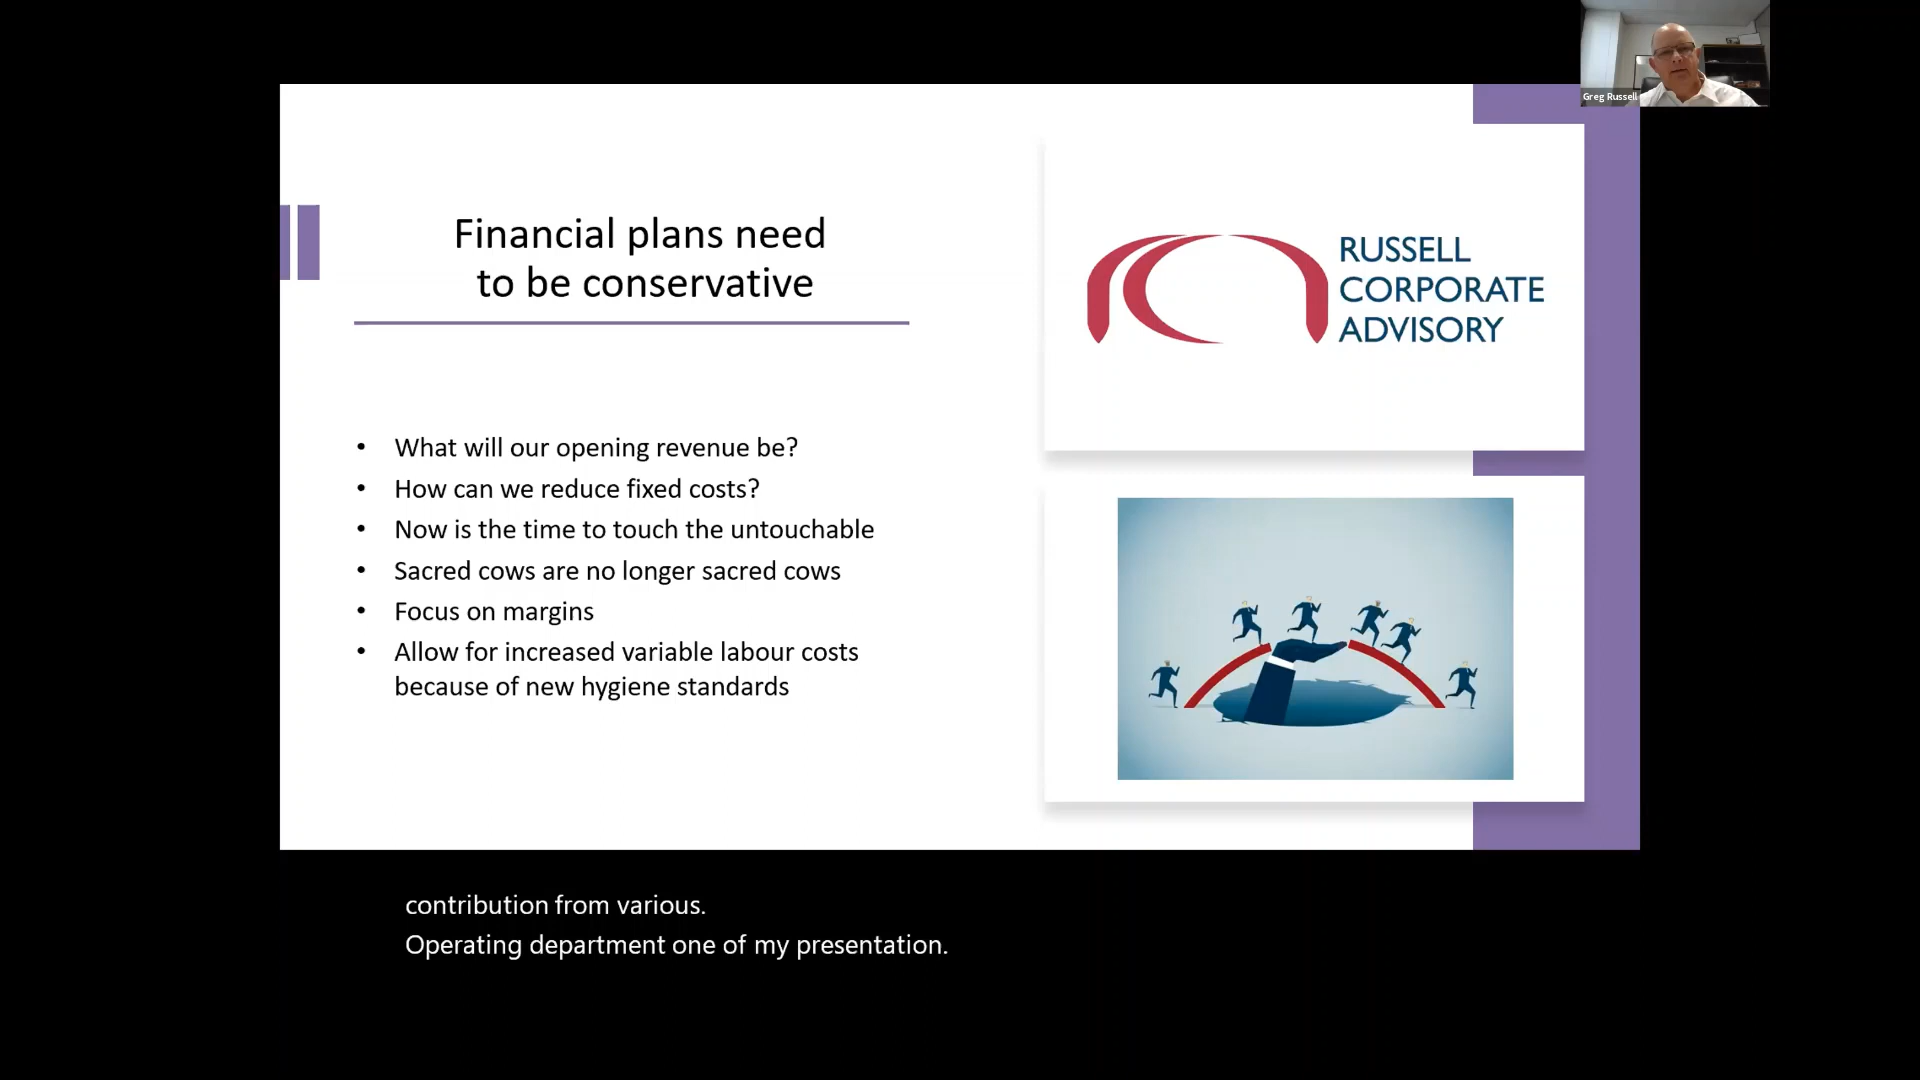 Greg Russell
Financial plans need
to be conservative
RUSSELL
CORPORATE
ADVISORY
• What will our opening revenue be?
• How can we reduce fixed costs?
• Now is the time to touch the untouchable
• Sacred cows are no longer sacred cows
• Focus on margins
• Allow for increased variable labour costs
because of new hygiene standards
contribution from various.
Operating department one of my presentation.